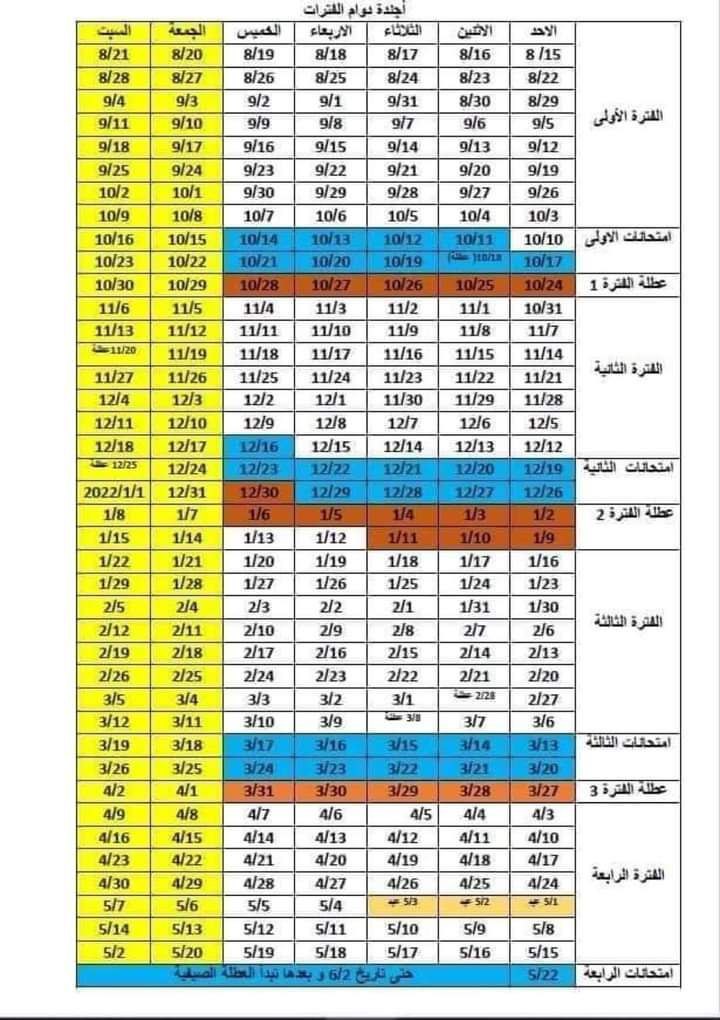 أجندة دوام الفترات
الاحد الاثنين الثلاثاء الاربعاء الخميس الجمعة السبت
الفترة الأولى 8 /15 8/16 8/17 8/18 8/19 8/20 8/21
8/22 8/23 8/24 8/25 8/26 8/27 8/28
8/29 8/30 9/31 9/1 9/2 9/3 9/4
9/5 9/6 9/7 9/8 9/9 9/10 9/11
9/12 9/13 9/14 9/15 9/16 9/17 9/18
9/19 9/20 9/21 9/22 9/23 9/24 9/25
9/26 9/27 9/28 9/29 9/30 10/1 10/2
10/3 10/4 10/5 10/6 10/7 10/8 10/9
امتحانات الاولى 10/10 10/11 10/12 10/13 10/14 10/15 10/16
10/17 10/18( عطلة) 10/19 10/20 10/21 10/22 10/23
عطلة الفترة 1 10/24 10/25 10/26 10/27 10/28 10/29 10/30
الفترة الثانية 10/31 11/1 11/2 11/3 11/4 11/5 11/6
11/7 11/8 11/9 11/10 11/11 11/12 11/13
11/14 11/15 11/16 11/17 11/18 11/19 11/20عطلة
11/21 11/22 11/23 11/24 11/25 11/26 11/27
11/28 11/29 11/30 12/1 12/2 12/3 12/4
12/5 12/6 12/7 12/8 12/9 12/10 12/11
12/12 12/13 12/14 12/15 12/16 12/17 12/18
امتحانات الثانية 12/19 12/20 12/21 12/22 12/23 12/24 12/25 عطلة
12/26 12/27 12/28 12/29 12/30 12/31 2022/1/1
عطلة الفترة 2 1/2 1/3 1/4 1/5 1/6 1/7 1/8
1/9 1/10 1/11 1/12 1/13 1/14 1/15
الفترة الثالثة 1/16 1/17 1/18 1/19 1/20 1/21 1/22
1/23 1/24 1/25 1/26 1/27 1/28 1/29
1/30 1/31 2/1 2/2 2/3 2/4 2/5
2/6 2/7 2/8 2/9 2/10 2/11 2/12
2/13 2/14 2/15 2/16 2/17 2/18 2/19
2/20 2/21 2/22 2/23 2/24 2/25 2/26
2/27 2/28 عطلة 3/1 3/2 3/3 3/4 3/5
3/6 3/7 3/8 عطلة 3/9 3/10 3/11 3/12
امتحانات الثالثة 3/13 3/14 3/15 3/16 3/17 3/18 3/19
3/20 3/21 3/22 3/23 3/24 3/25 3/26
عطلة الفترة 3 3/27 3/28 3/29 3/30 3/31 4/1 4/2
الفترة الرابعة 4/3 4/4 4/5 4/6 4/7 4/8 4/9
4/10 4/11 4/12 4/13 4/14 4/15 4/16
4/17 4/18 4/19 4/20 4/21 4/22 4/23
4/24 4/25 4/26 4/27 4/28 4/29 4/30
5/1 عيد 5/2 عيد 5/3 عيد 5/4 5/5 5/6 5/7
5/8 5/9 5/10 5/11 5/12 5/13 5/14
5/15 5/16 5/17 5/18 5/19 5/20 5/2
امتحانات الرابعة 5/22 حتى تاريخ 6/2 و بعدها تبدأ العطلة الصيفية